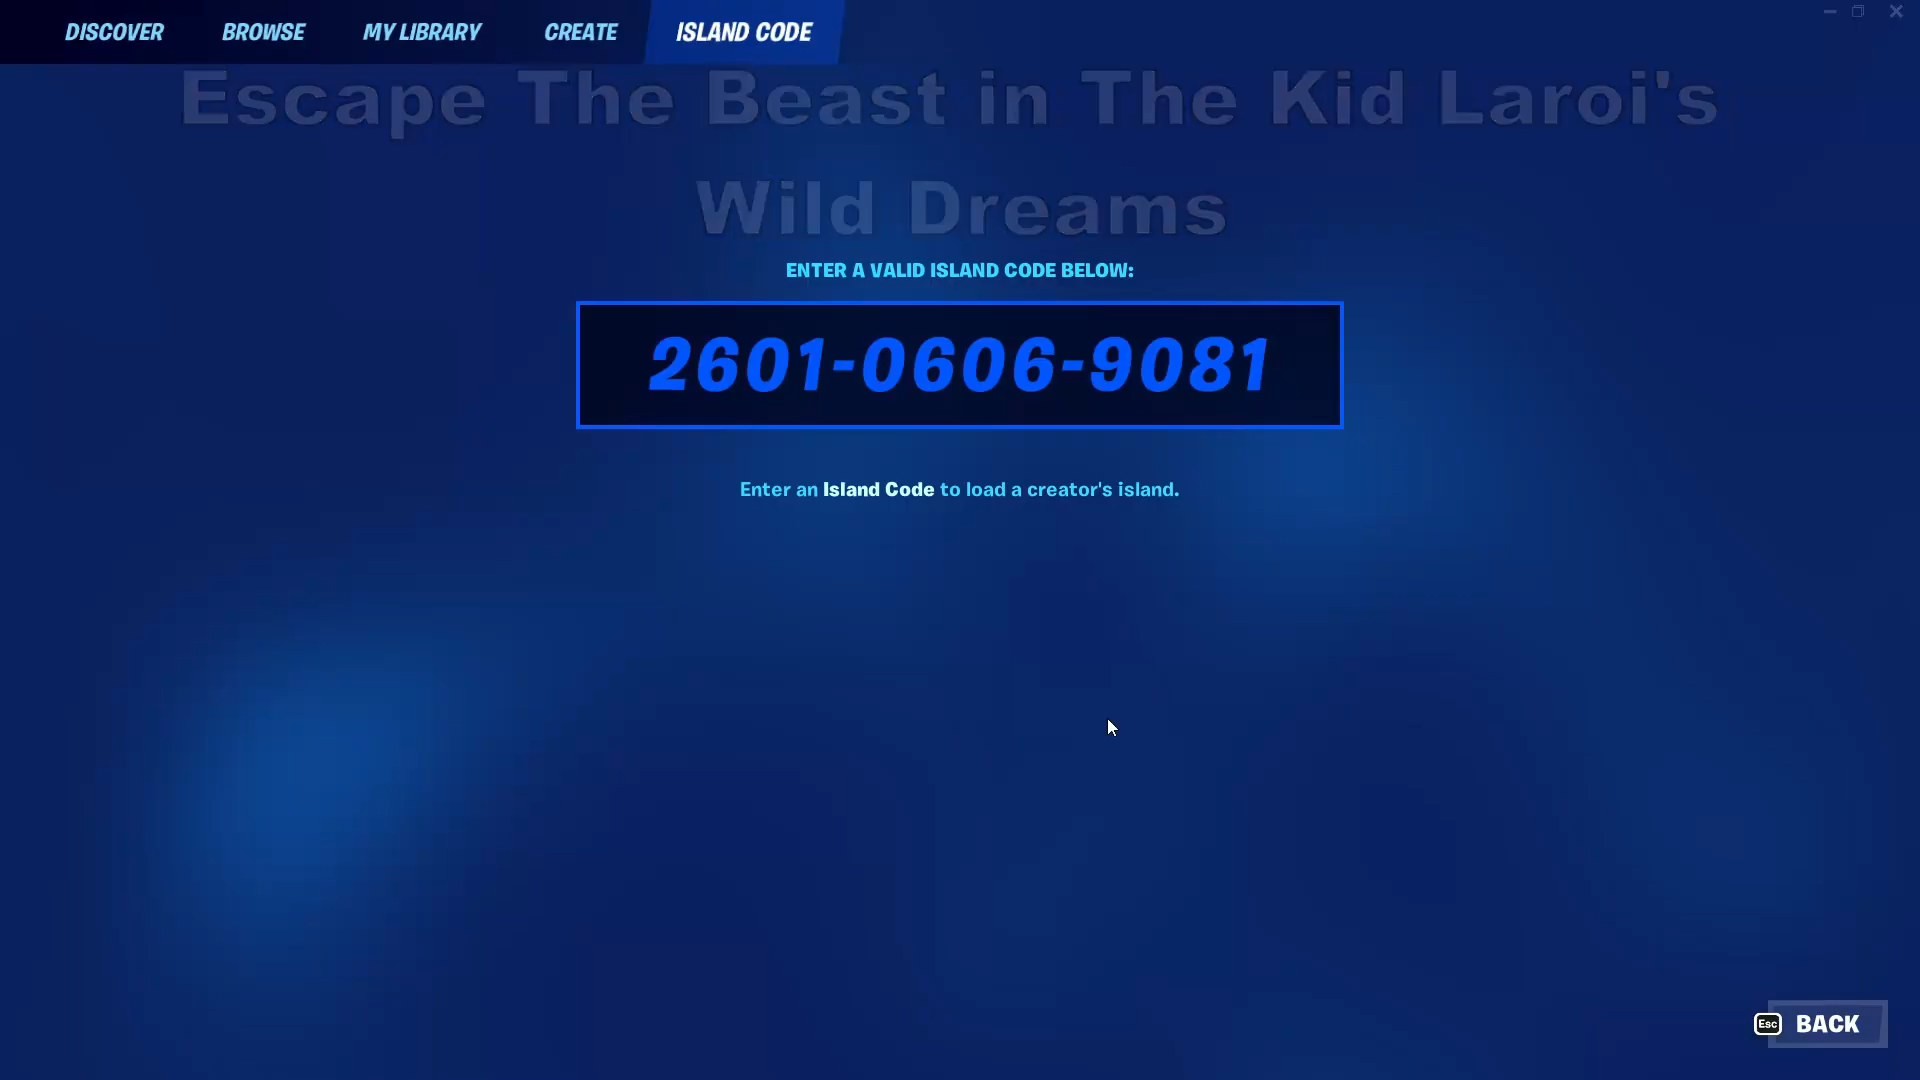 DISCOVER BROWSE MY LIBRARY CREATE ISLAND CODE
Escape The Beast in The Kid Laroi's
Wild Dreams
ENTER A VALID ISLAND CODE BELOW:
2601-0606-9081
Enter an Island Code to load a creator's island.
Esc BACK